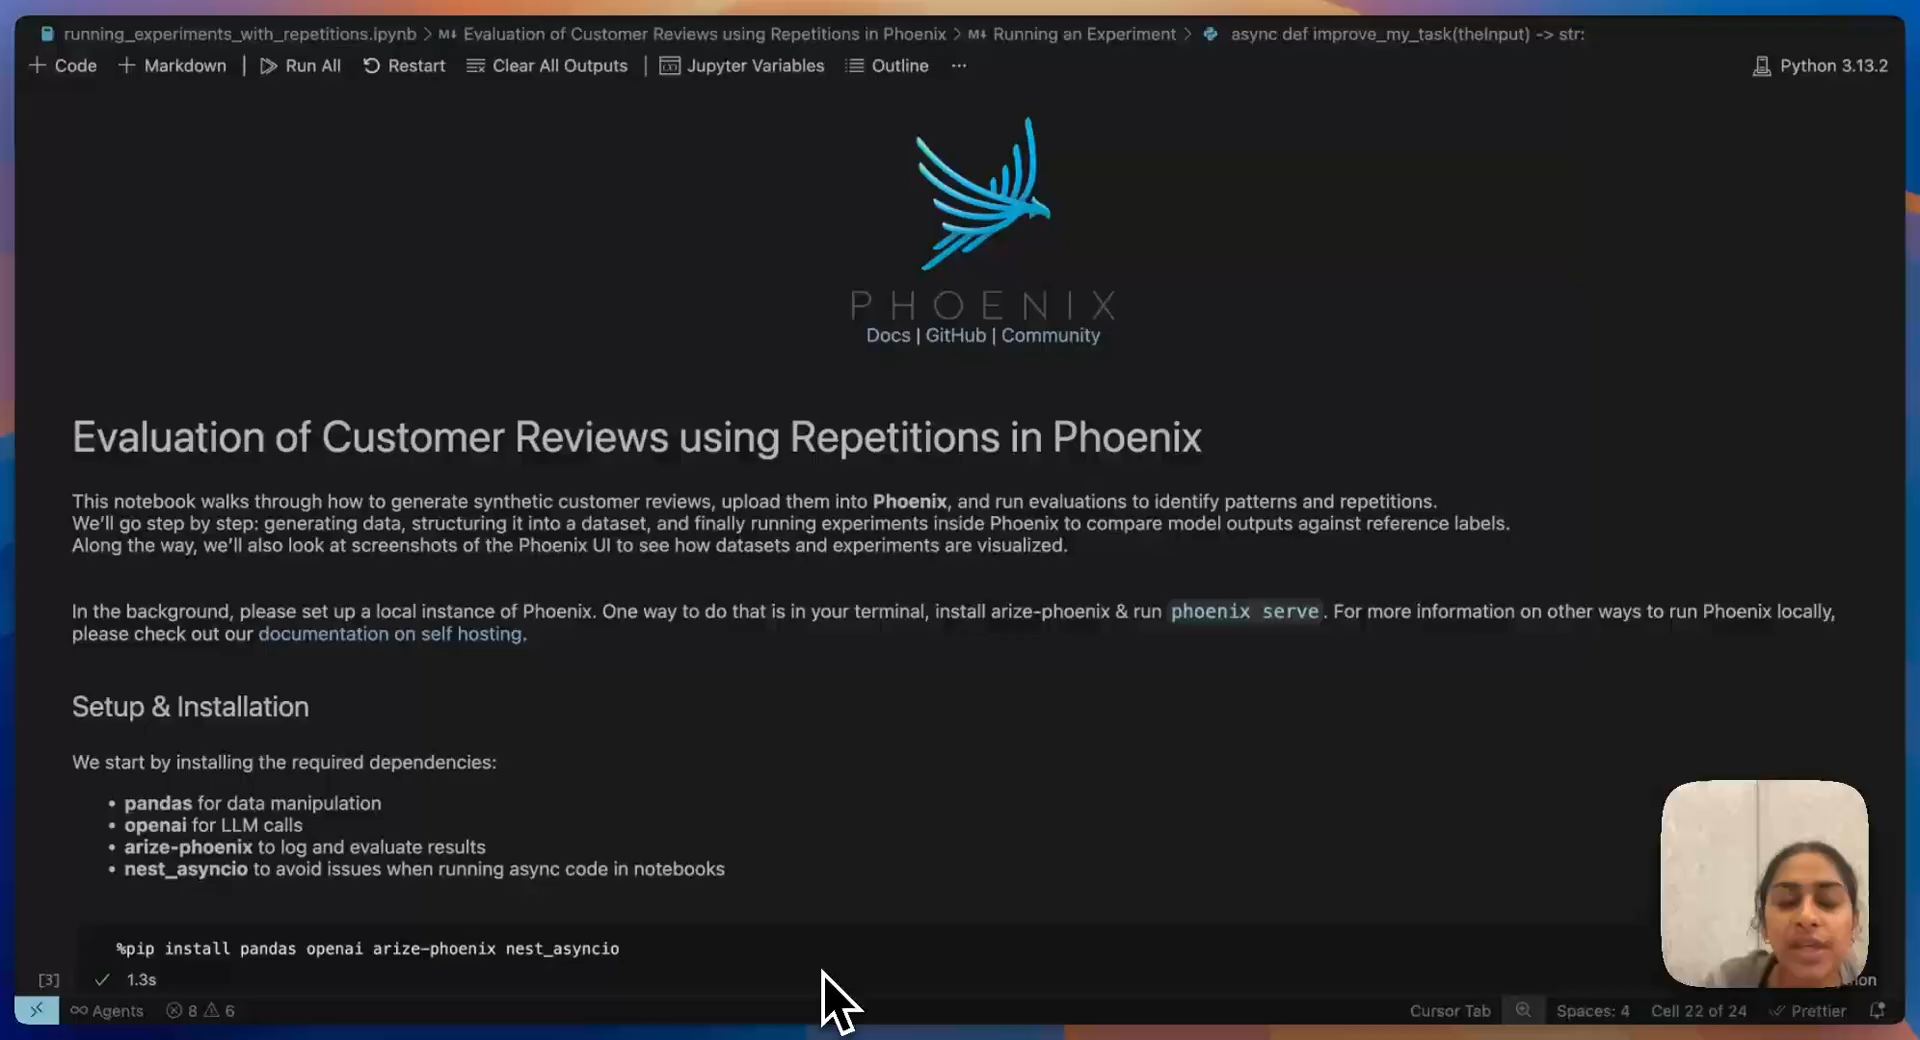 running_experiments_with_repetitions.ipynb > M↓ Evaluation of Customer Reviews using Repetitions in Phoenix > M↓ Running an Experiment > async def improve_my_task(theInput) -> str:
+ Code + Markdown | Run All Restart Clear All Outputs | Jupyter Variables Outline ... Python 3.13.2
PHOENIX
Docs | GitHub | Community
Evaluation of Customer Reviews using Repetitions in Phoenix
This notebook walks through how to generate synthetic customer reviews, upload them into Phoenix, and run evaluations to identify patterns and repetitions.
We'll go step by step: generating data, structuring it into a dataset, and finally running experiments inside Phoenix to compare model outputs against reference labels.
Along the way, we'll also look at screenshots of the Phoenix UI to see how datasets and experiments are visualized.
In the background, please set up a local instance of Phoenix. One way to do that is in your terminal, install arize-phoenix & run phoenix serve. For more information on other ways to run Phoenix locally,
please check out our documentation on self hosting.
Setup & Installation
We start by installing the required dependencies:
• pandas for data manipulation
• openai for LLM calls
• arize-phoenix to log and evaluate results
• nest_asyncio to avoid issues when running async code in notebooks
%pip install pandas openai arize-phoenix nest_asyncio
[3] ✓ 1.3s
Agents 8 6 Cursor Tab Spaces: 4 Cell 22 of 24 Prettier